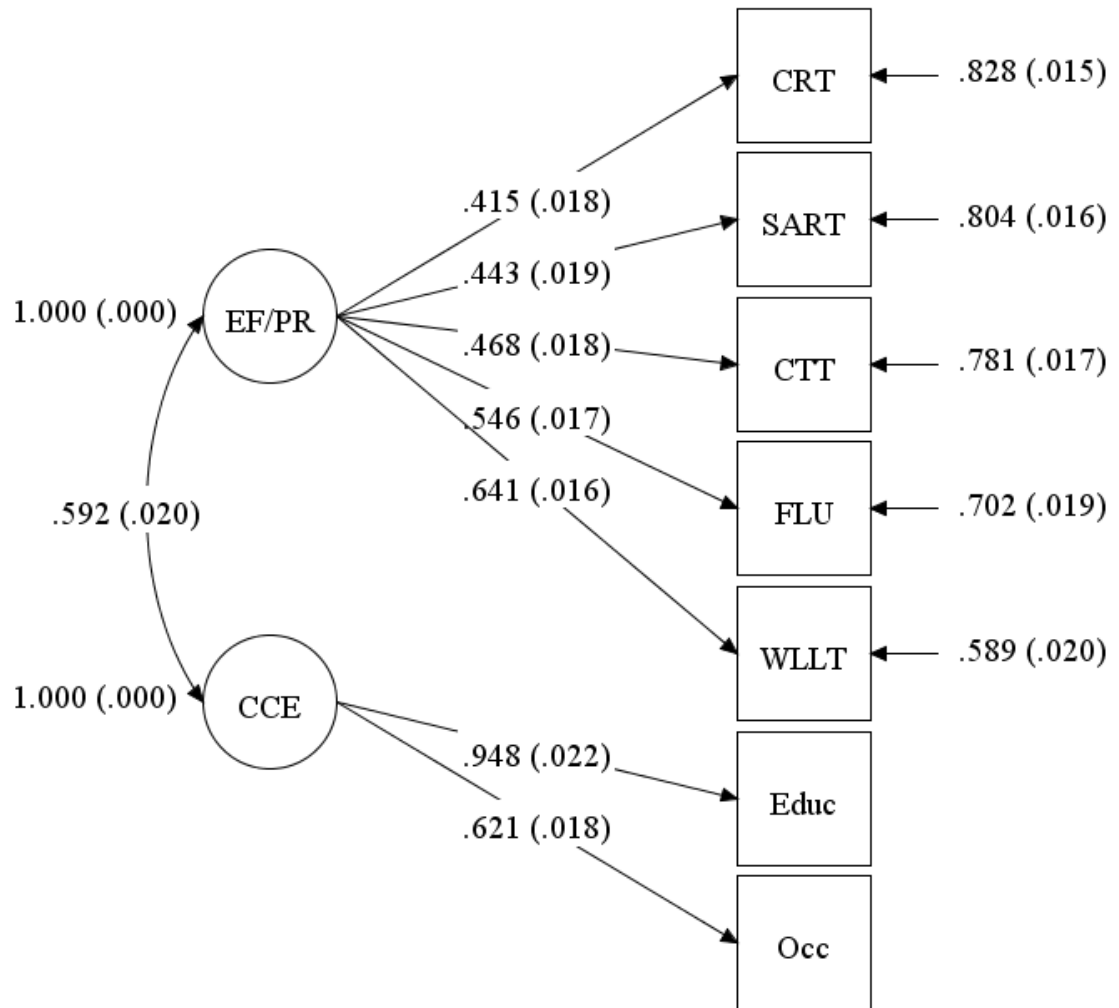 CRT
.828 (.015)
.415 (.018)
SART
.804 (.016)
.443 (.019)
1.000 (.000)
EF/PR
.468 (.018)
CTT
.781 (.017)
.546 (.017)
.641 (.016)
FLU
.702 (.019)
.592 (.020)
WLLT
.589 (.020)
1.000 (.000)
CCE
.948 (.022)
Educ
.621 (.018)
Occ